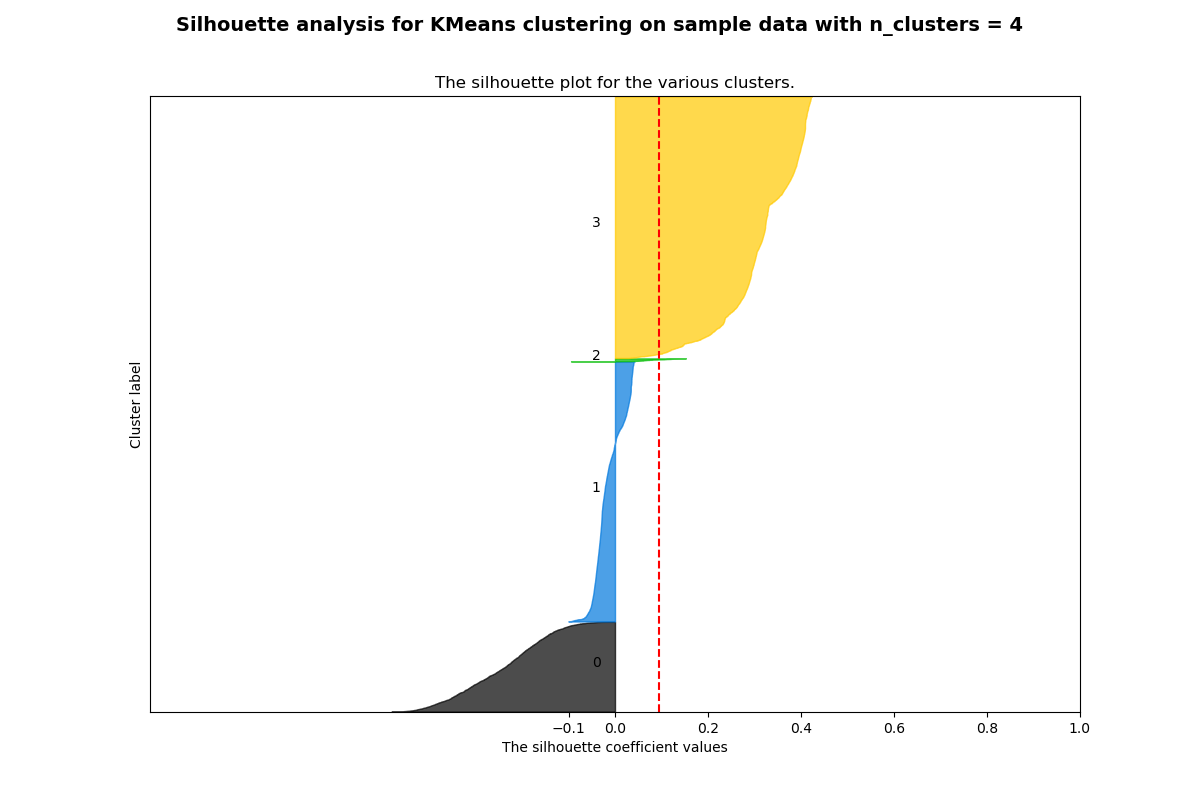 Silhouette analysis for KMeans clustering on sample data with n_clusters = 4
The silhouette plot for the various clusters.
3
2
1
0
Cluster label
−0.1 0.0 0.2 0.4 0.6 0.8 1.0
The silhouette coefficient values